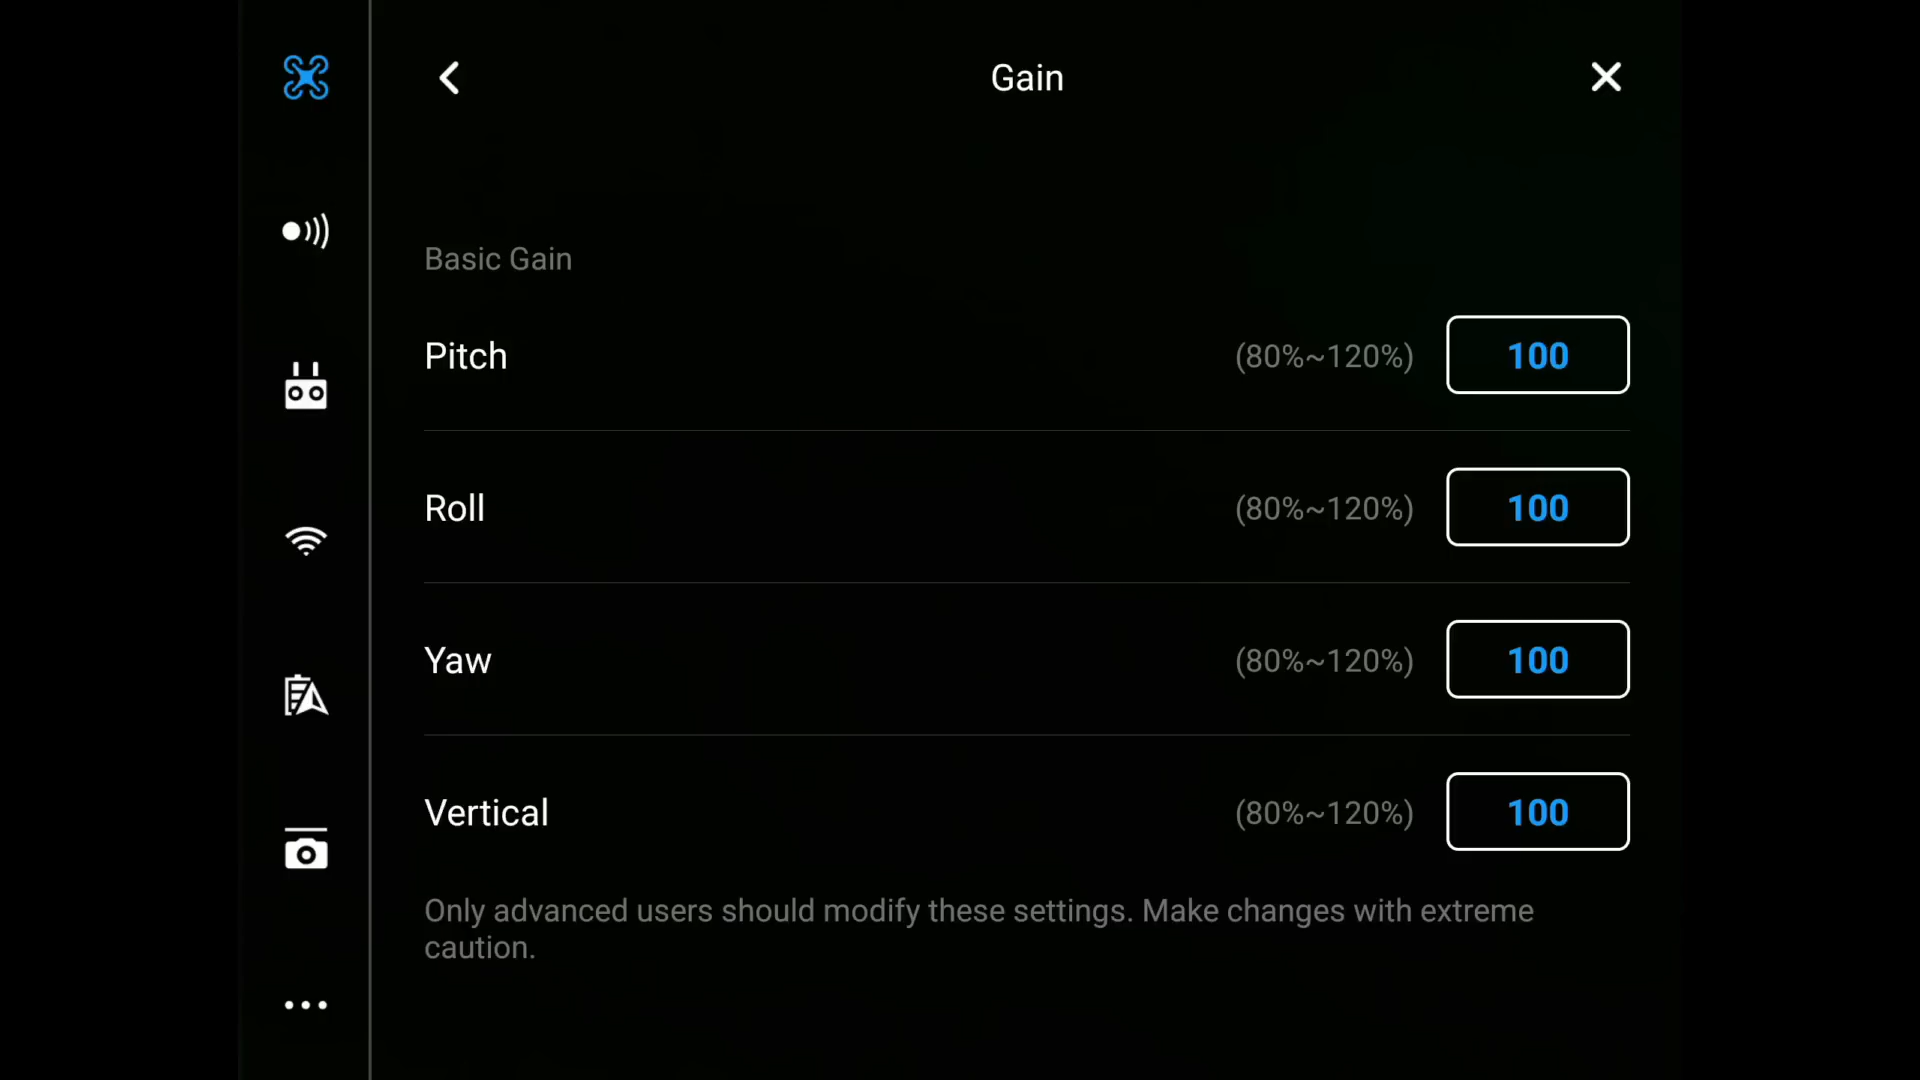 Gain
Basic Gain
Pitch (80%~120%) 100
Roll (80%~120%) 100
Yaw (80%~120%) 100
Vertical (80%~120%) 100
Only advanced users should modify these settings. Make changes with extreme
caution.